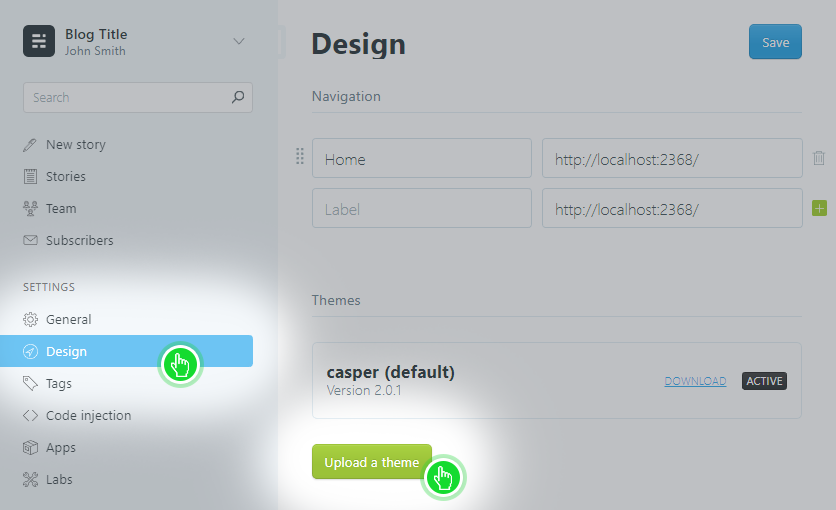 Blog Title
John Smith
Search
New story
Stories
Team
Subscribers
SETTINGS
General
Design
Tags
Code injection
Apps
Labs
Design
Save
Navigation
Home
http://localhost:2368/
Label
http://localhost:2368/
Themes
casper (default)
Version 2.0.1
DOWNLOAD
ACTIVE
Upload a theme